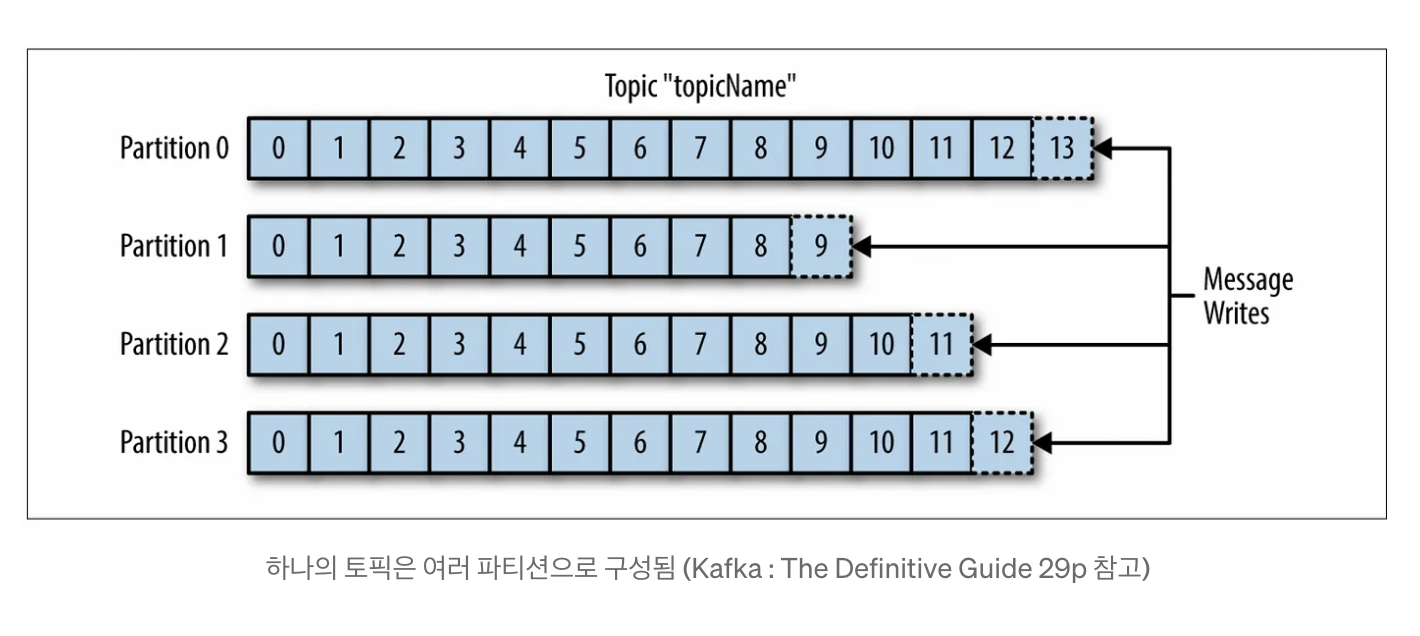 Topic "topicName"
Partition 0 0 1 2 3 4 5 6 7 8 9 10 11 12 13
Partition 1 0 1 2 3 4 5 6 7 8 9
Partition 2 0 1 2 3 4 5 6 7 8 9 10 11
Partition 3 0 1 2 3 4 5 6 7 8 9 10 11 12
Message
Writes
하나의 토픽은 여러 파티션으로 구성됨 (Kafka : The Definitive Guide 29p 참고)